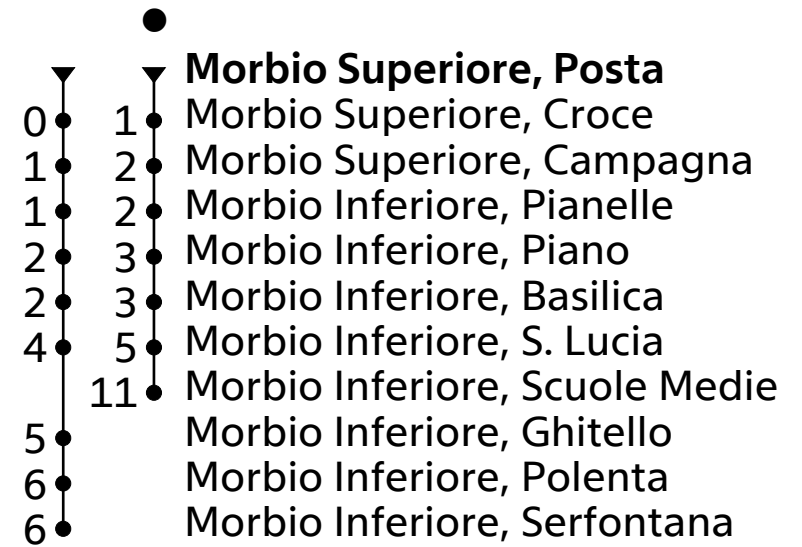 Morbio Superiore, Posta
0 1 Morbio Superiore, Croce
1 2 Morbio Superiore, Campagna
1 2 Morbio Inferiore, Pianelle
2 3 Morbio Inferiore, Piano
2 3 Morbio Inferiore, Basilica
4 5 Morbio Inferiore, S. Lucia
11 Morbio Inferiore, Scuole Medie
5 Morbio Inferiore, Ghitello
6 Morbio Inferiore, Polenta
6 Morbio Inferiore, Serfontana